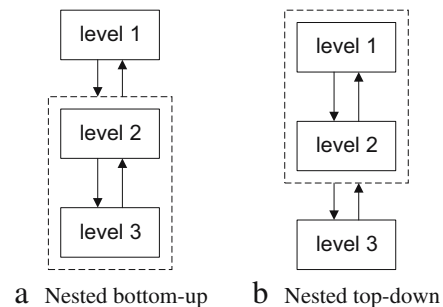 level 1
level 2
level 3
a Nested bottom-up
level 1
level 2
level 3
b Nested top-down